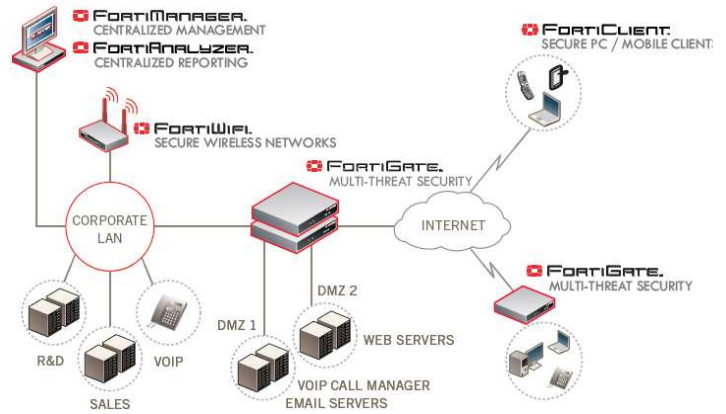 FORTIMANAGER.
CENTRALIZED MANAGEMENT
FORTIANALYZER.
CENTRALIZED REPORTING
FORTICLIENT.
SECURE PC / MOBILE CLIENTS
FORTIWIFI.
SECURE WIRELESS NETWORKS
FORTIGATE.
MULTI-THREAT SECURITY
CORPORATE
LAN
INTERNET
FORTIGATE.
MULTI-THREAT SECURITY
DMZ 2
DMZ 1
WEB SERVERS
R&D
VOIP
VOIP CALL MANAGER
EMAIL SERVERS
SALES